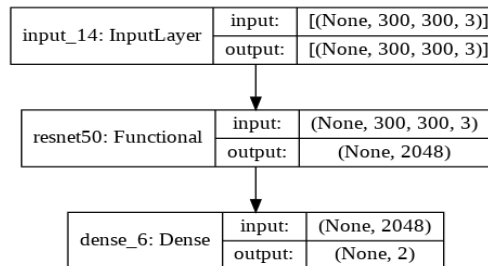 input_14: InputLayer
input:
[(None, 300, 300, 3)]
output:
[(None, 300, 300, 3)]
resnet50: Functional
input:
(None, 300, 300, 3)
output:
(None, 2048)
dense_6: Dense
input:
(None, 2048)
output:
(None, 2)